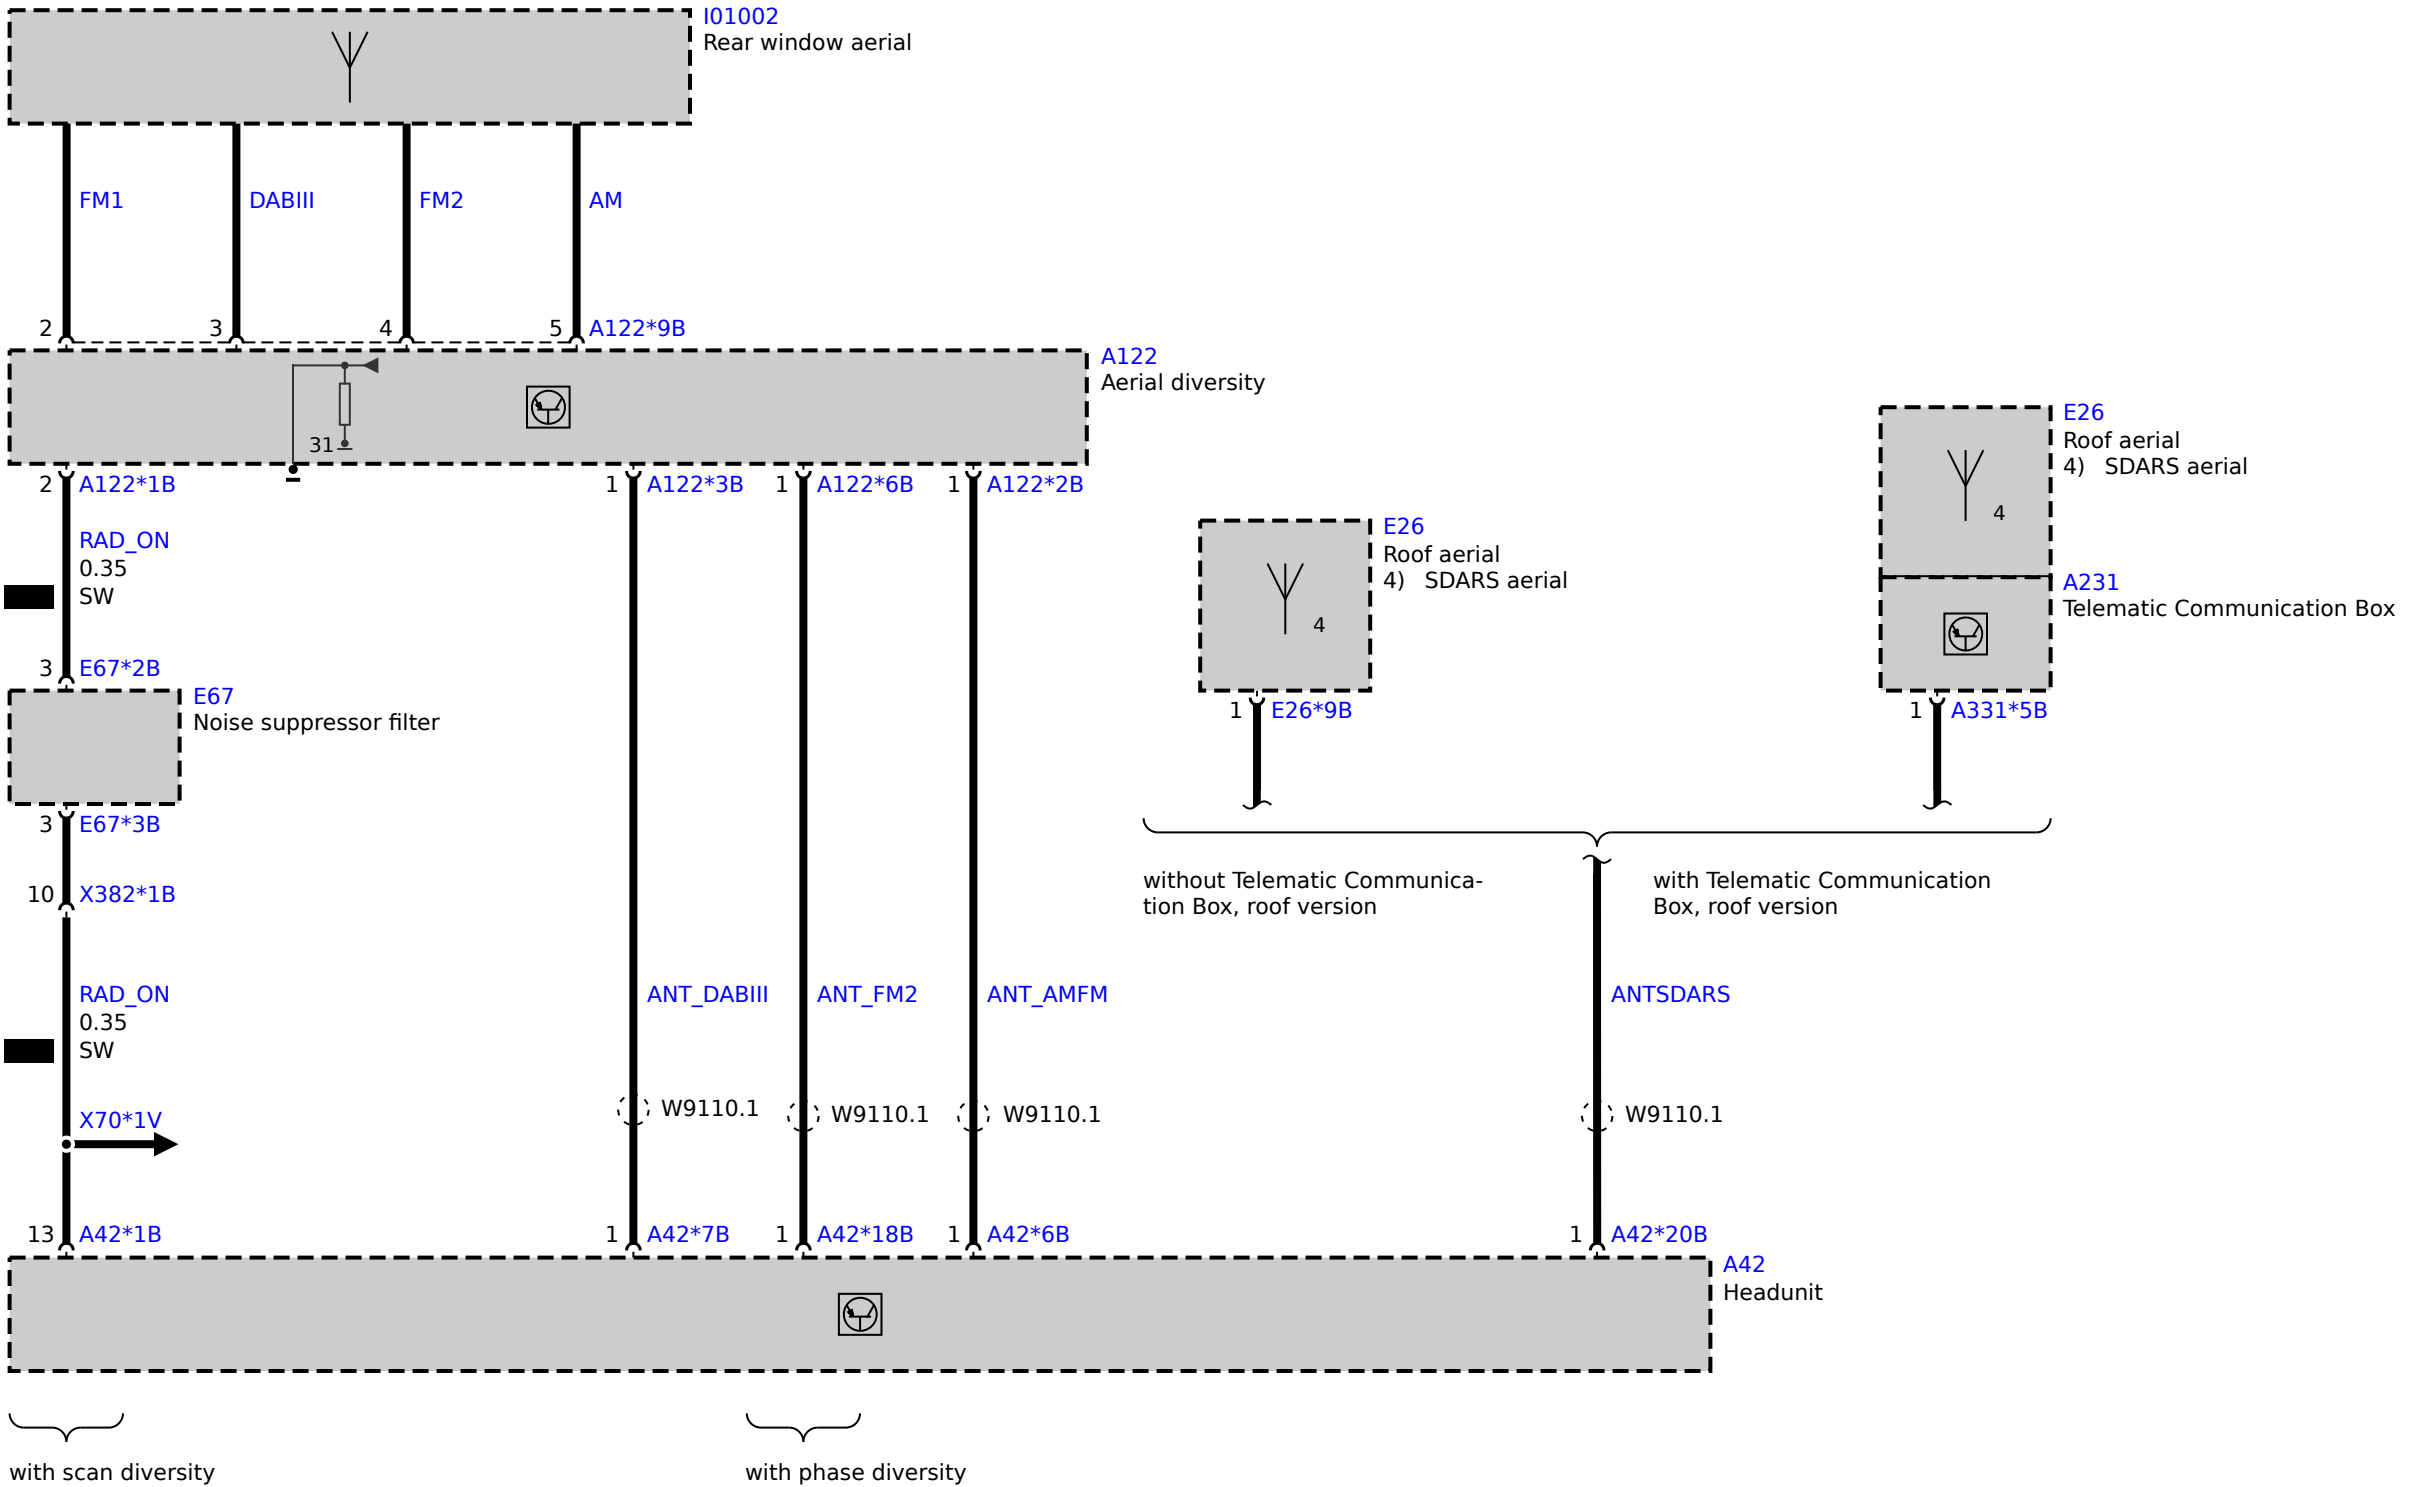 I01002
Rear window aerial
FM1
DABIII
FM2
AM
2
3
4
5
A122*9B
A122
Aerial diversity
31
2
A122*1B
1
A122*3B
1
A122*6B
1
A122*2B
RAD_ON
0.35
SW
3
E67*2B
E67
Noise suppressor filter
3
E67*3B
10
X382*1B
E26
Roof aerial
4) SDARS aerial
4
1
E26*9B
E26
Roof aerial
4) SDARS aerial
4
A231
Telematic Communication Box
1
A331*5B
without Telematic Communica-
tion Box, roof version
with Telematic Communication
Box, roof version
RAD_ON
0.35
SW
ANT_DABIII
ANT_FM2
ANT_AMFM
ANTSDARS
X70*1V
W9110.1
W9110.1
W9110.1
W9110.1
13
A42*1B
1
A42*7B
1
A42*18B
1
A42*6B
1
A42*20B
A42
Headunit
with scan diversity
with phase diversity